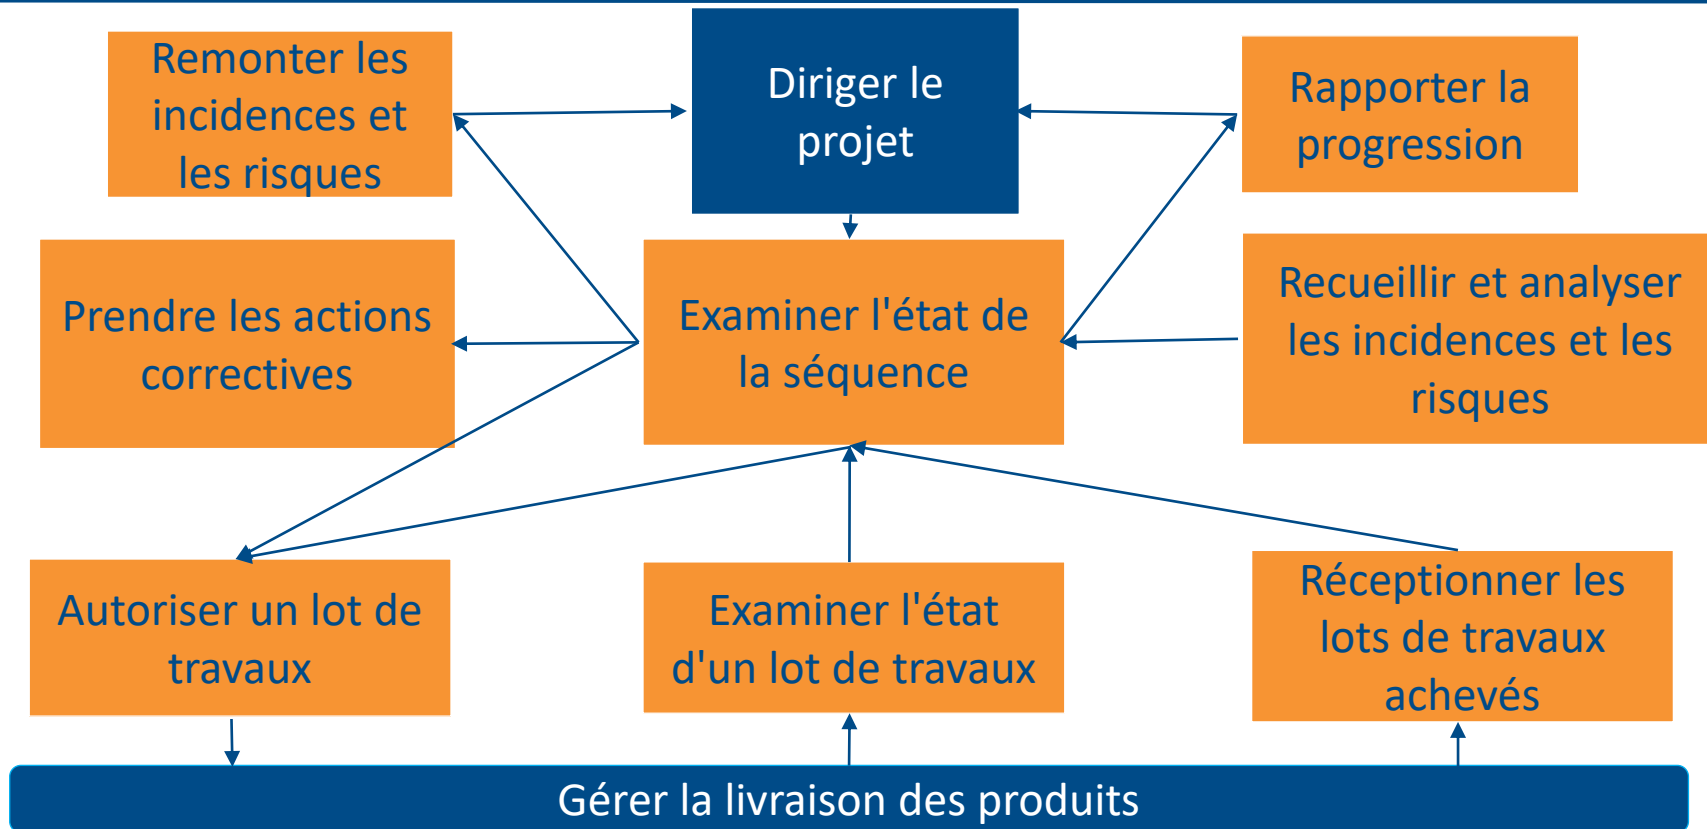 Remonter les
incidences et
les risques
Diriger le
projet
Rapporter la
progression
Prendre les actions
correctives
Examiner l'état de
la séquence
Recueillir et analyser
les incidences et les
risques
Autoriser un lot de
travaux
Examiner l'état
d'un lot de travaux
Réceptionner les
lots de travaux
achevés
Gérer la livraison des produits